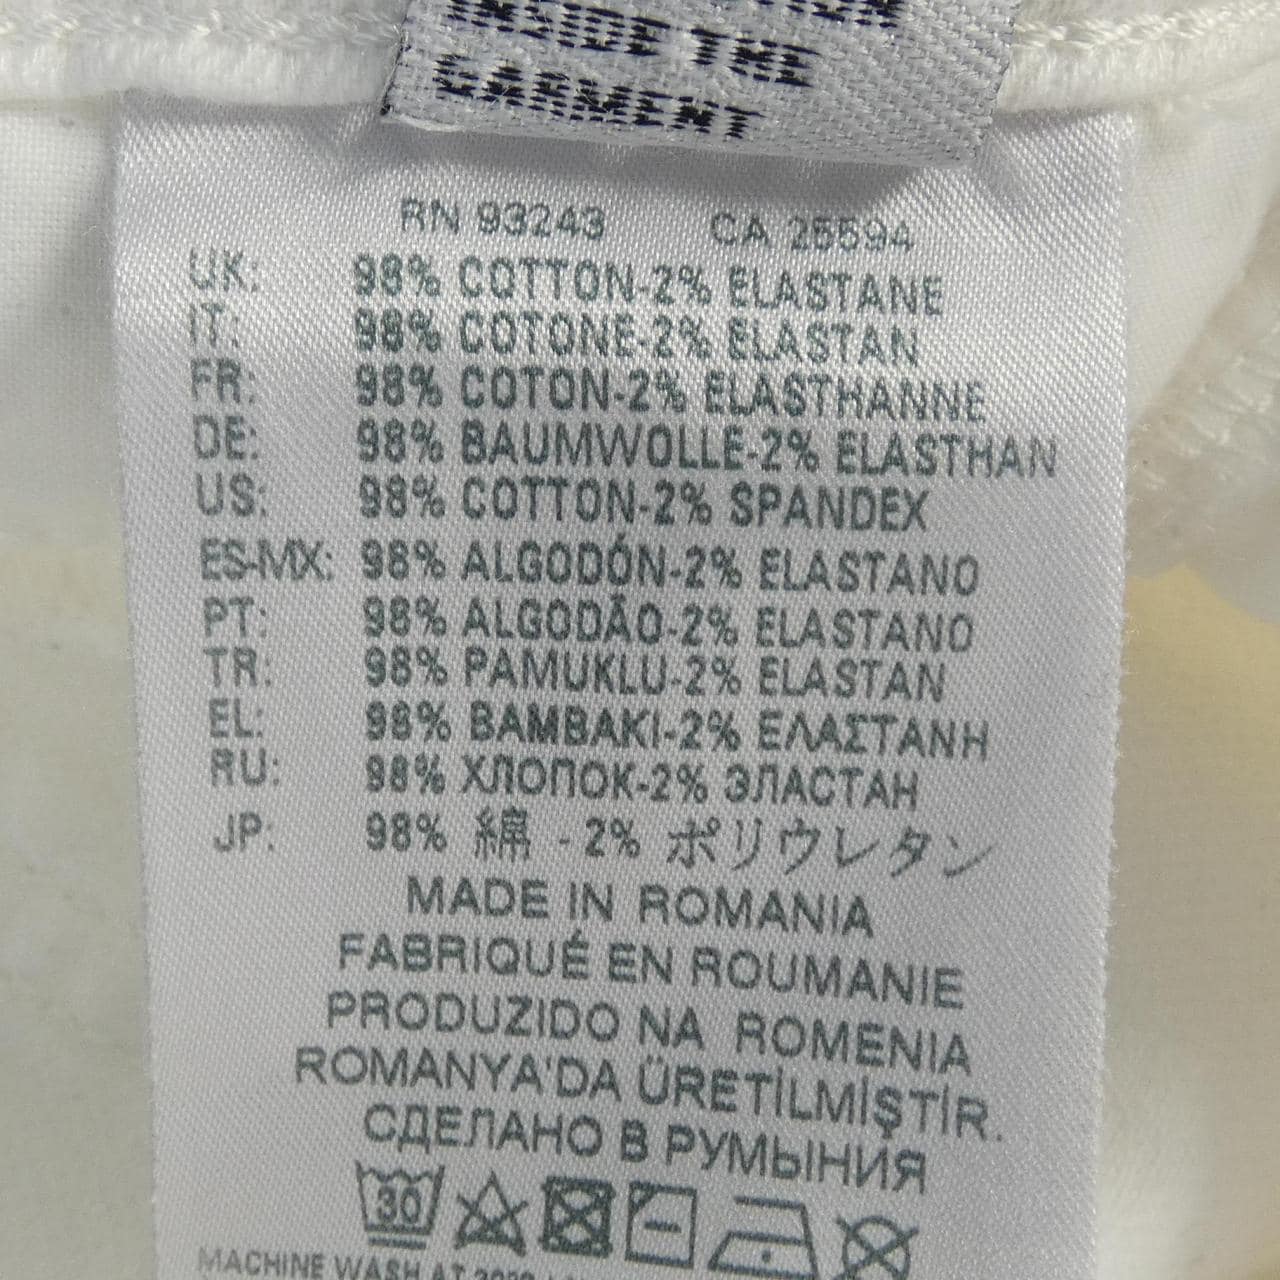 INSIDE THE
GARMENT
RN 93243 CA 25594
UK: 98% COTTON-2% ELASTANE
IT: 98% COTONE-2% ELASTAN
FR: 98% COTON-2% ELASTHANNE
DE: 98% BAUMWOLLE-2% ELASTHAN
US: 98% COTTON-2% SPANDEX
ES-MX: 98% ALGODÓN-2% ELASTANO
PT: 98% ALGODÃO-2% ELASTANO
TR: 98% PAMUKLU-2% ELASTAN
EL: 98% BAMBAKI-2% ΕΛΑΣΤΑΝΗ
RU: 98% ХЛОПОК-2% ЭЛАСТАН
JP: 98% 綿 - 2% ポリウレタン
MADE IN ROMANIA
FABRIQUÉ EN ROUMANIE
PRODUZIDO NA ROMENIA
ROMANYA'DA ÜRETİLMİŞTİR.
СДЕЛАНО В РУМЫНИЯ
30
MACHINE WASH AT